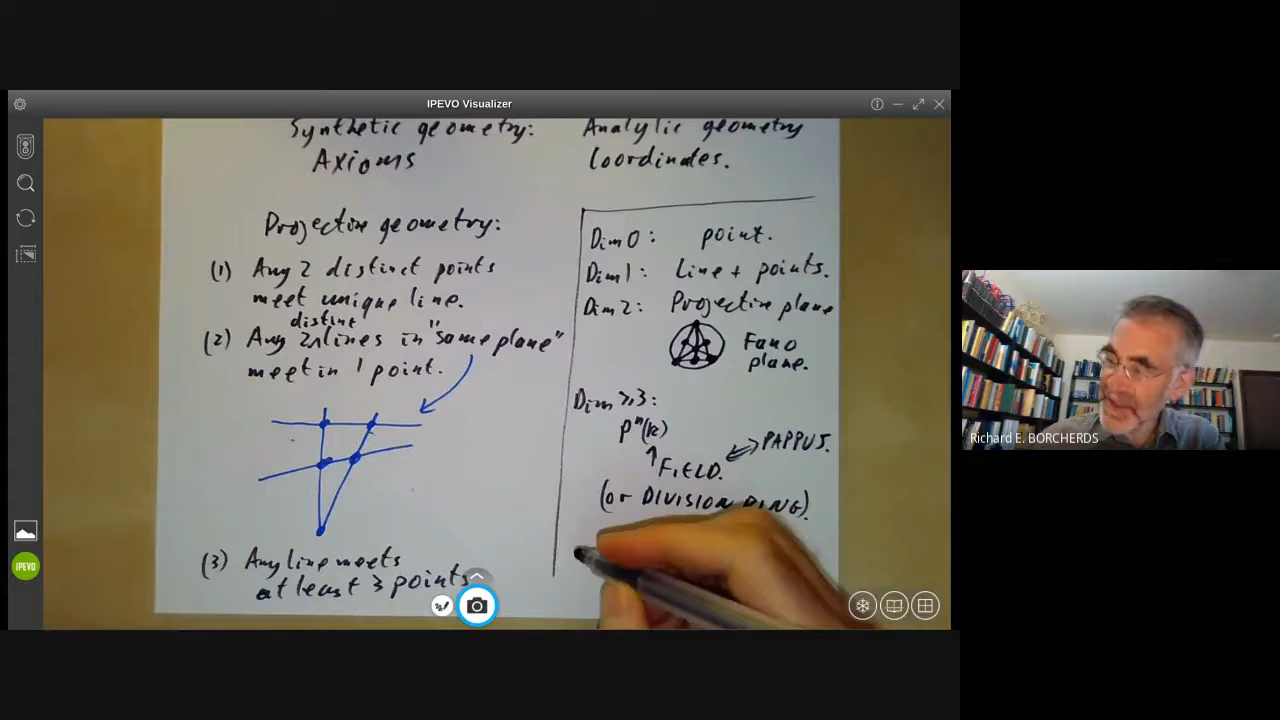 IPEVO Visualizer
Synthetic geometry:
Axioms
Analytic geometry
Coordinates.
Projective geometry:
(1) Any 2 distinct points
meet unique line.
distinct
(2) Any 2 lines in "same plane"
meet in 1 point.
(3) Any line meets
at least 3 points
Dim 0: point.
Dim 1: Line + points.
Dim 2: Projective plane
Fano
plane.
Dim ≥ 3:
Pⁿ(k)
FIELD.
PAPPUS.
(or DIVISION RING).
IPEVO
Richard E. BORCHERDS